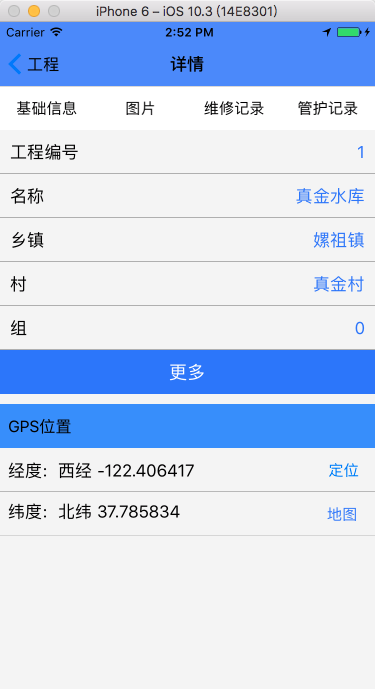 iPhone 6 – iOS 10.3 (14E8301)
Carrier 2:52 PM
工程 详情
基础信息 图片 维修记录 管护记录
工程编号 1
名称 真金水库
乡镇 嫘祖镇
村 真金村
组 0
更多
GPS位置
经度: 西经 -122.406417 定位
纬度: 北纬 37.785834 地图